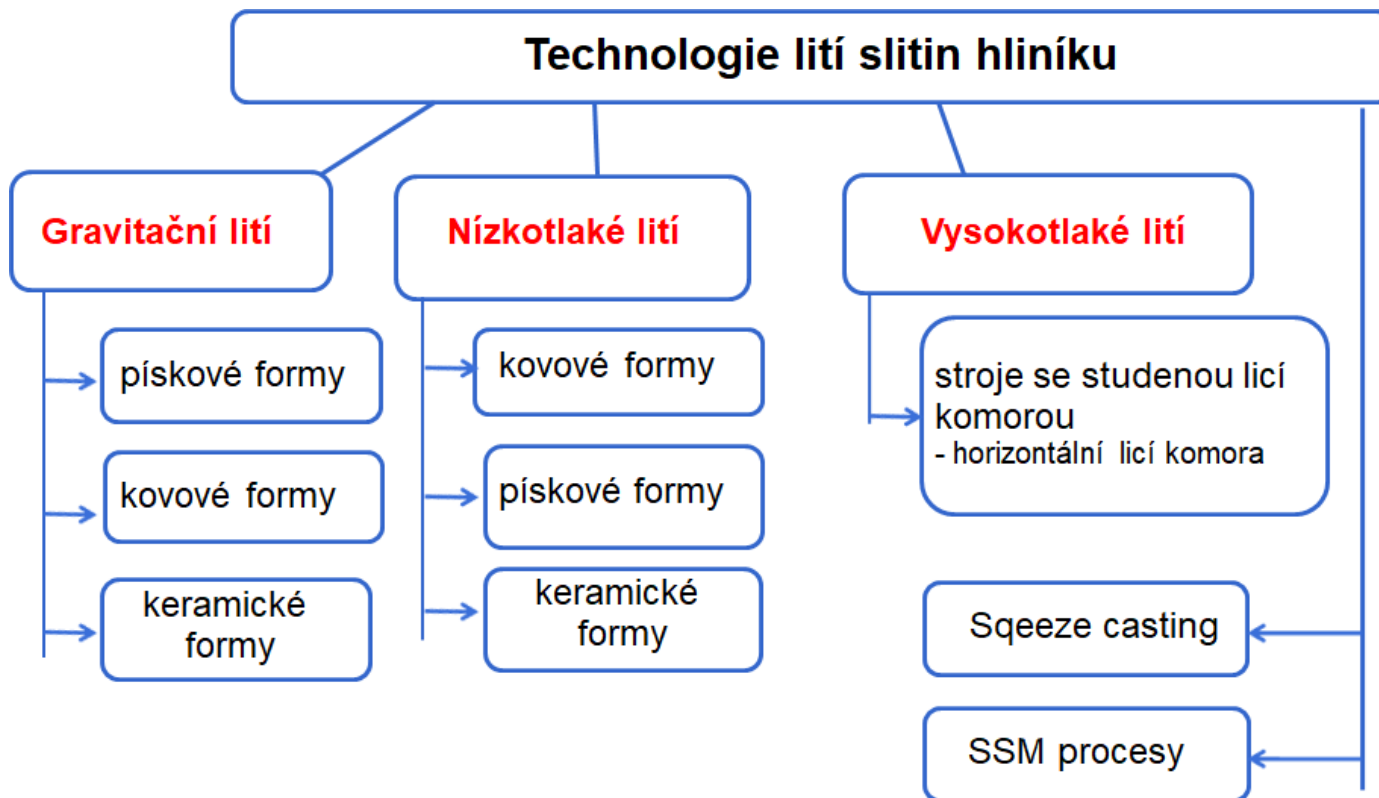 Technologie lití slitin hliníku
Gravitační lití
pískové formy
kovové formy
keramické
formy
Nízkotlaké lití
kovové formy
pískové formy
keramické
formy
Vysokotlaké lití
stroje se studenou licí
komorou
- horizontální licí komora
Sqeeze casting
SSM procesy